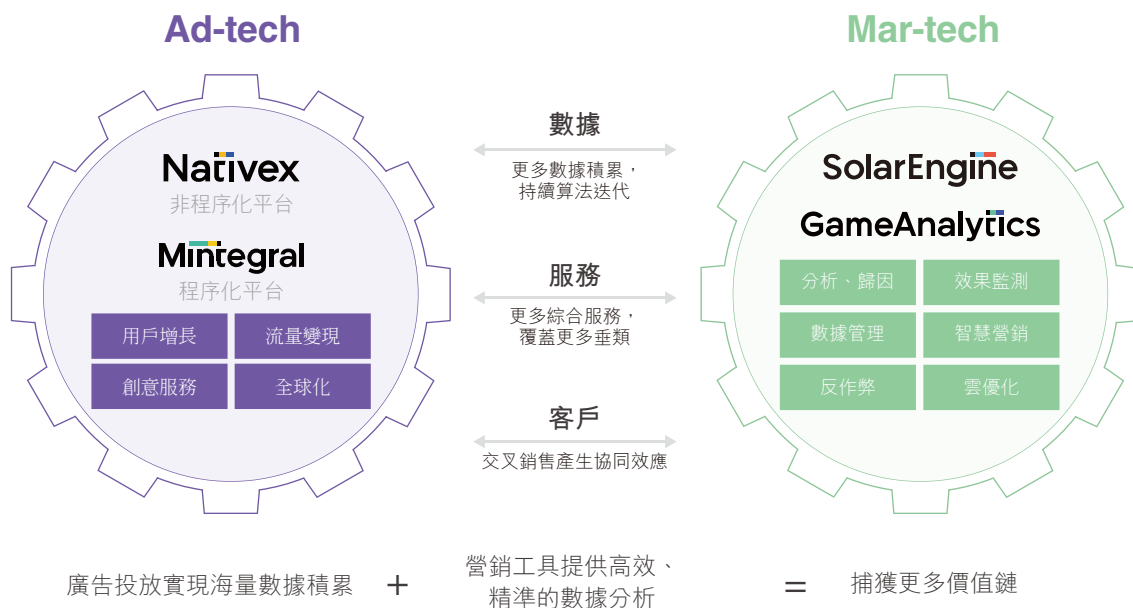 Ad-tech
Nativex
非程序化平台
Mintegral
程序化平台
用戶增長
流量變現
創意服務
全球化
數據
更多數據積累，
持續算法迭代
服務
更多綜合服務，
覆蓋更多垂類
客戶
交叉銷售產生協同效應
Mar-tech
SolarEngine
GameAnalytics
分析、歸因
效果監測
數據管理
智慧營銷
反作弊
雲優化
廣告投放實現海量數據積累
+
營銷工具提供高效、
精準的數據分析
=
捕獲更多價值鏈